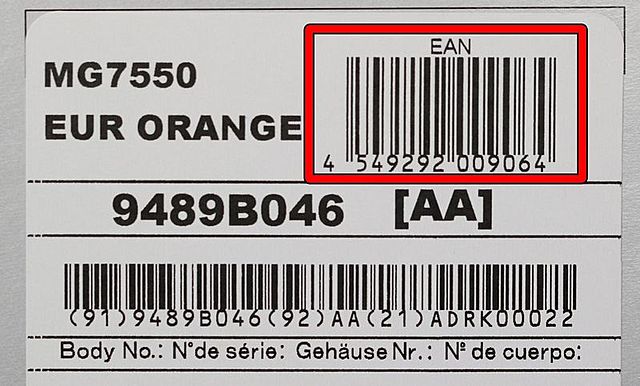 EAN
MG7550
EUR ORANGE
4 549292 009064
9489B046 [AA]
(91)9489B046(92)AA(21)ADRK00022
Body No.: N°de série: Gehäuse Nr.: Nº de cuerpo: